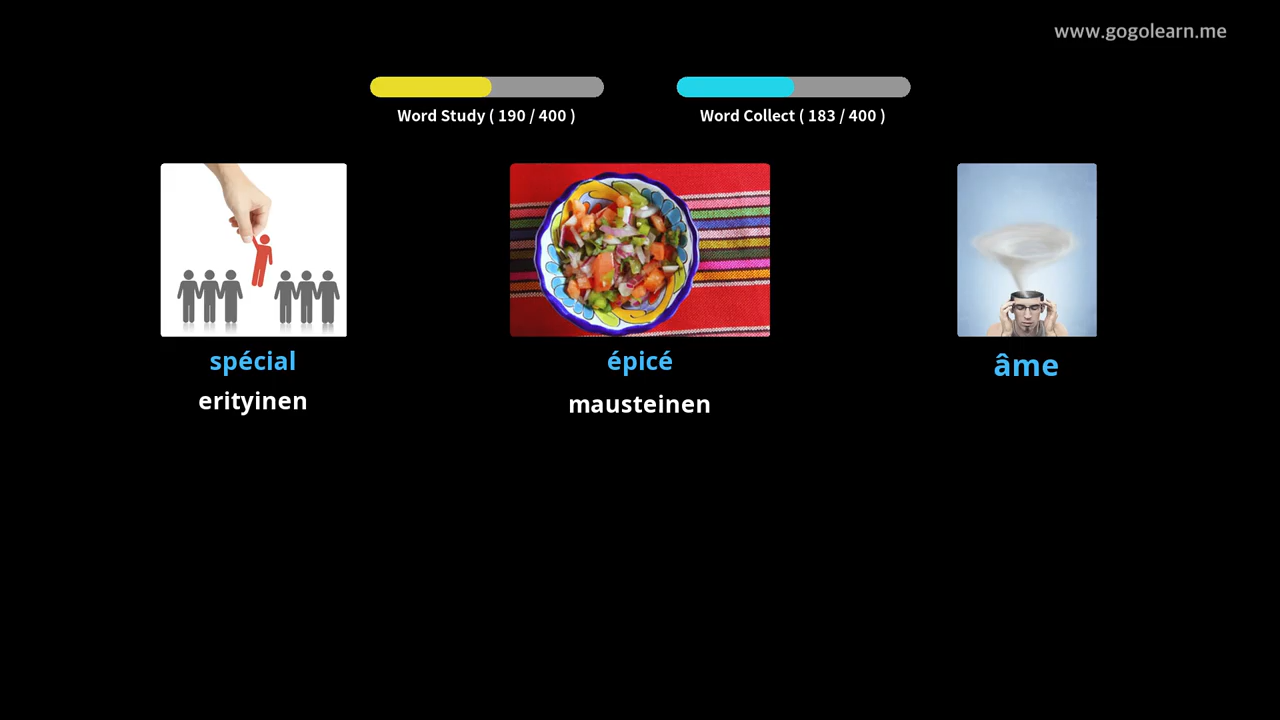 www.gogolearn.me
Word Study ( 190 / 400 )
Word Collect ( 183 / 400 )
spécial
épicé
âme
erityinen
mausteinen